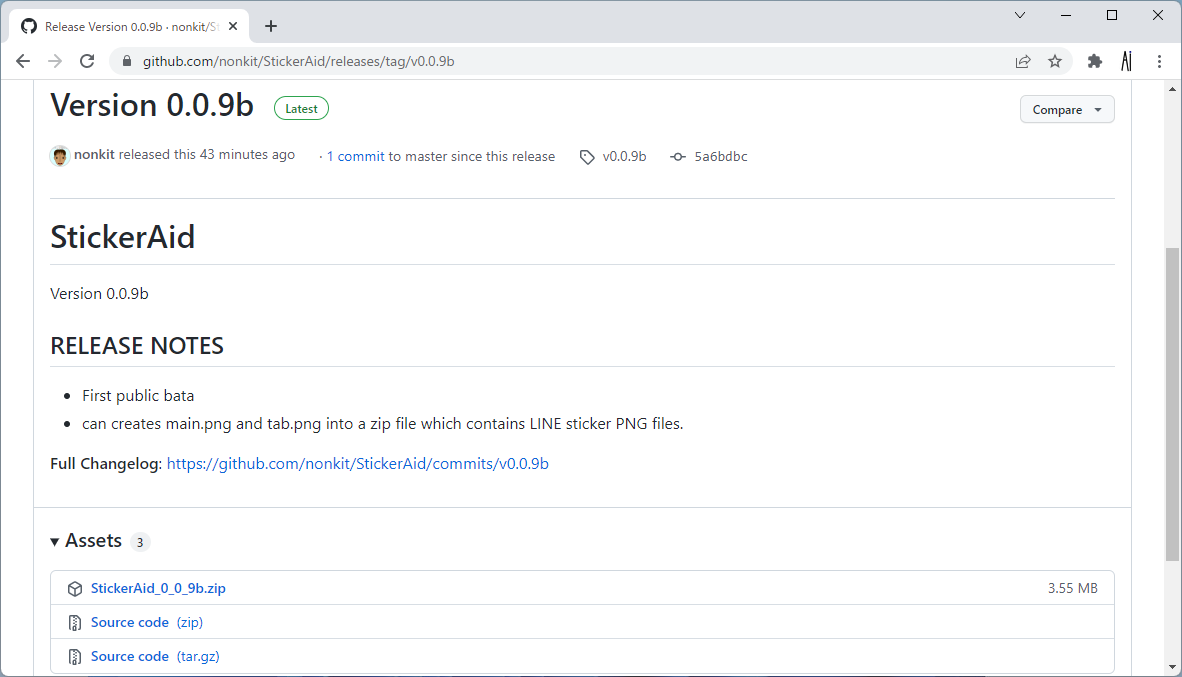 Release Version 0.0.9b · nonkit/St
github.com/nonkit/StickerAid/releases/tag/v0.0.9b
Version 0.0.9b Latest Compare
nonkit released this 43 minutes ago · 1 commit to master since this release v0.0.9b 5a6bdbc
StickerAid
Version 0.0.9b
RELEASE NOTES
First public bata
can creates main.png and tab.png into a zip file which contains LINE sticker PNG files.
Full Changelog: https://github.com/nonkit/StickerAid/commits/v0.0.9b
Assets 3
StickerAid_0_0_9b.zip 3.55 MB
Source code (zip)
Source code (tar.gz)